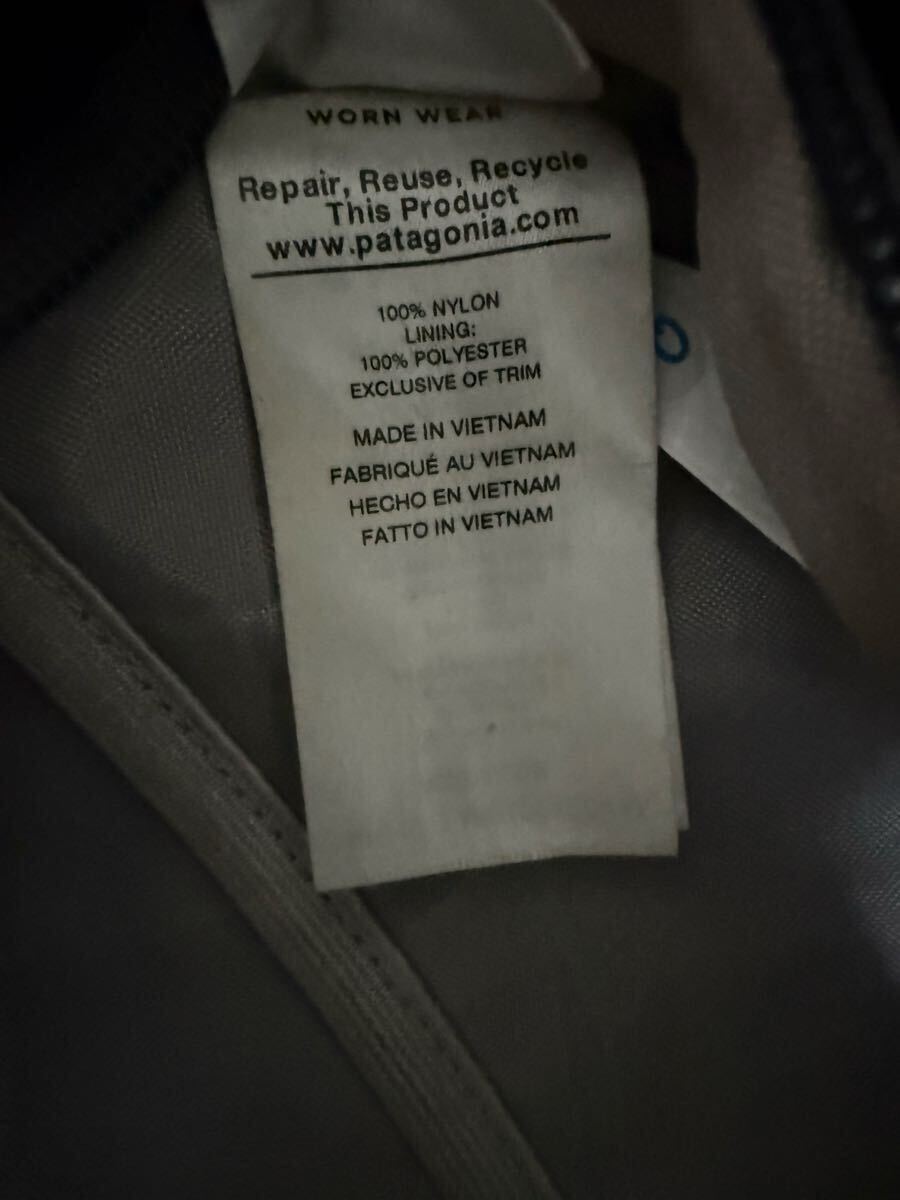 WORN WEAR
Repair, Reuse, Recycle
This Product
www.patagonia.com
100% NYLON
LINING:
100% POLYESTER
EXCLUSIVE OF TRIM
MADE IN VIETNAM
FABRIQUÉ AU VIETNAM
HECHO EN VIETNAM
FATTO IN VIETNAM